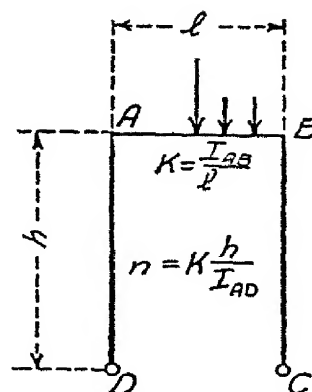 l
A B
K = I_AB / l
h
n = K h / I_AD
D C